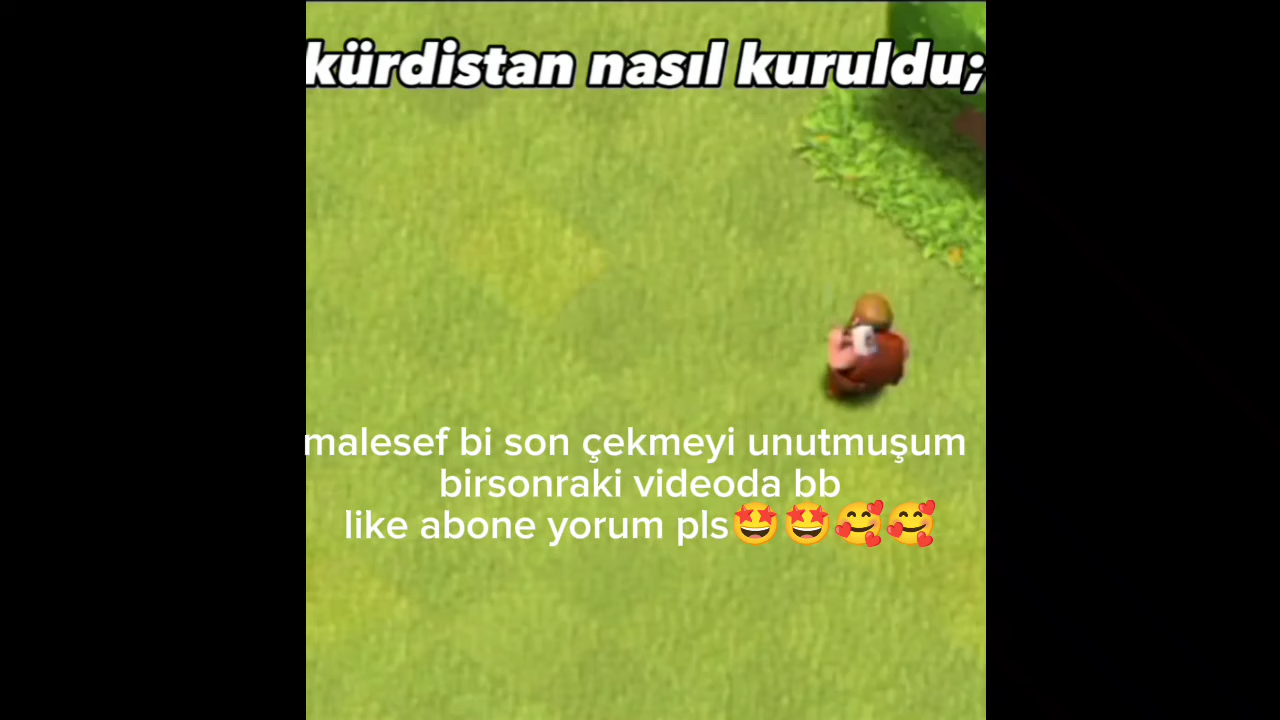 kürdistan nasıl kuruldu;
malesef bi son çekmeyi unutmuşum
birsonraki videoda bb
like abone yorum pls🤩🤩🥰🥰